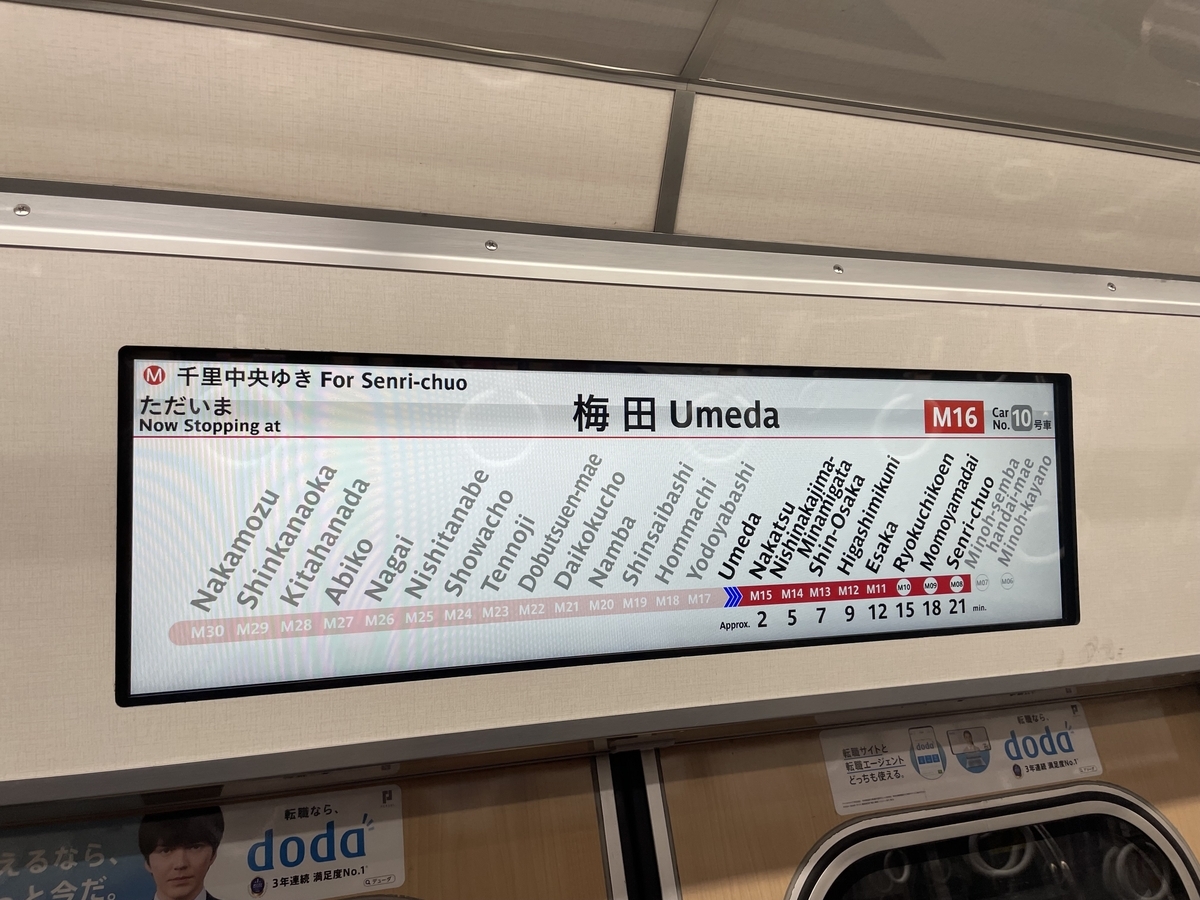 M 千里中央ゆき For Senri-chuo
ただいま
Now Stopping at
梅田 Umeda
M16
Car No. 10 号車
Nakamozu
Shinkanaoka
Kitahanada
Abiko
Nagai
Nishitanabe
Showacho
Tennoji
Dobutsuen-mae
Daikokucho
Namba
Shinsaibashi
Hommachi
Yodoyabashi
Umeda
Nakatsu
Nishinakajima-
Minamigata
Shin-Osaka
Higashimikuni
Esaka
Ryokuchikoen
Momoyamadai
Senri-chuo
Minoh-semba
handai-mae
Minoh-kayano
M30 M29 M28 M27 M26 M25 M24 M23 M22 M21 M20 M19 M18 M17 M15 M14 M13 M12 M11 M10 M09 M08 M07 M06
Approx. 2 5 7 9 12 15 18 21 min.
えるなら、
っと今だ。
転職なら、
doda
3年連続 満足度No.1
デューダ
転職サイトと
転職エージェント
どっちも使える。
doda
転職なら、
doda
3年連続 満足度No.1